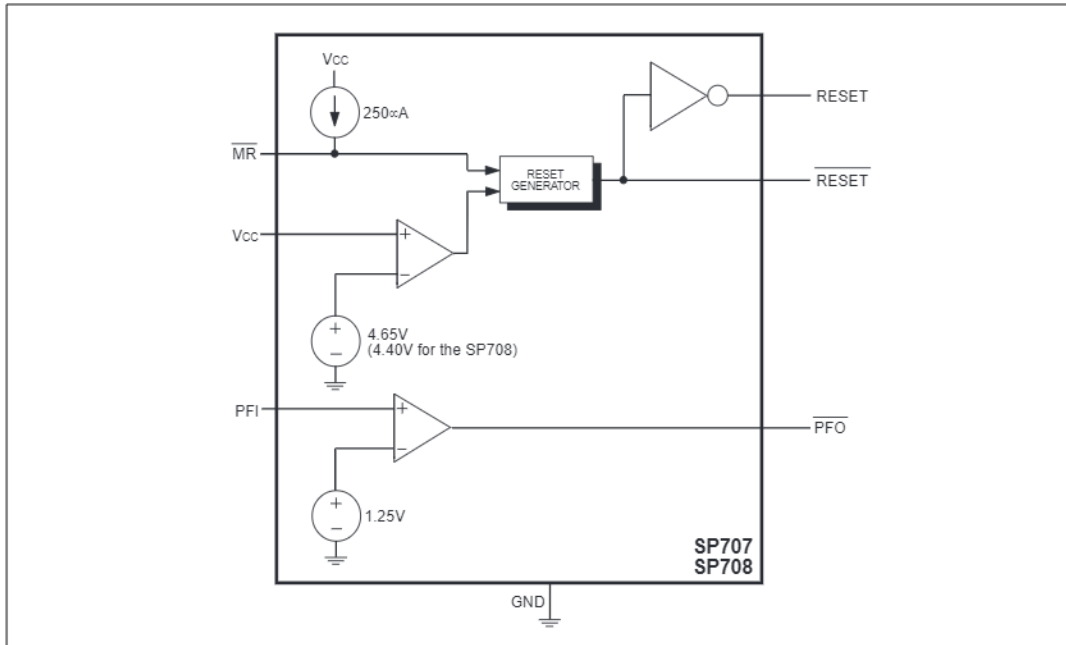 VCC
250∝A
MR
RESET
GENERATOR
RESET
RESET
VCC
+
−
+
−
4.65V
(4.40V for the SP708)
PFI
+
−
PFO
+
−
1.25V
SP707
SP708
GND